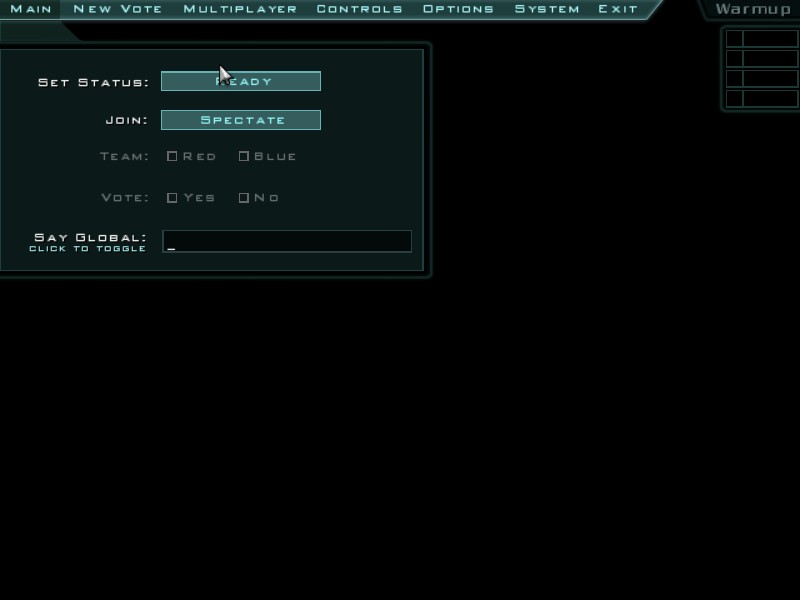 Main New Vote Multiplayer Controls Options System Exit Warmup
Set Status: Ready
Join: Spectate
Team: Red Blue
Vote: Yes No
Say Global:
click to toggle